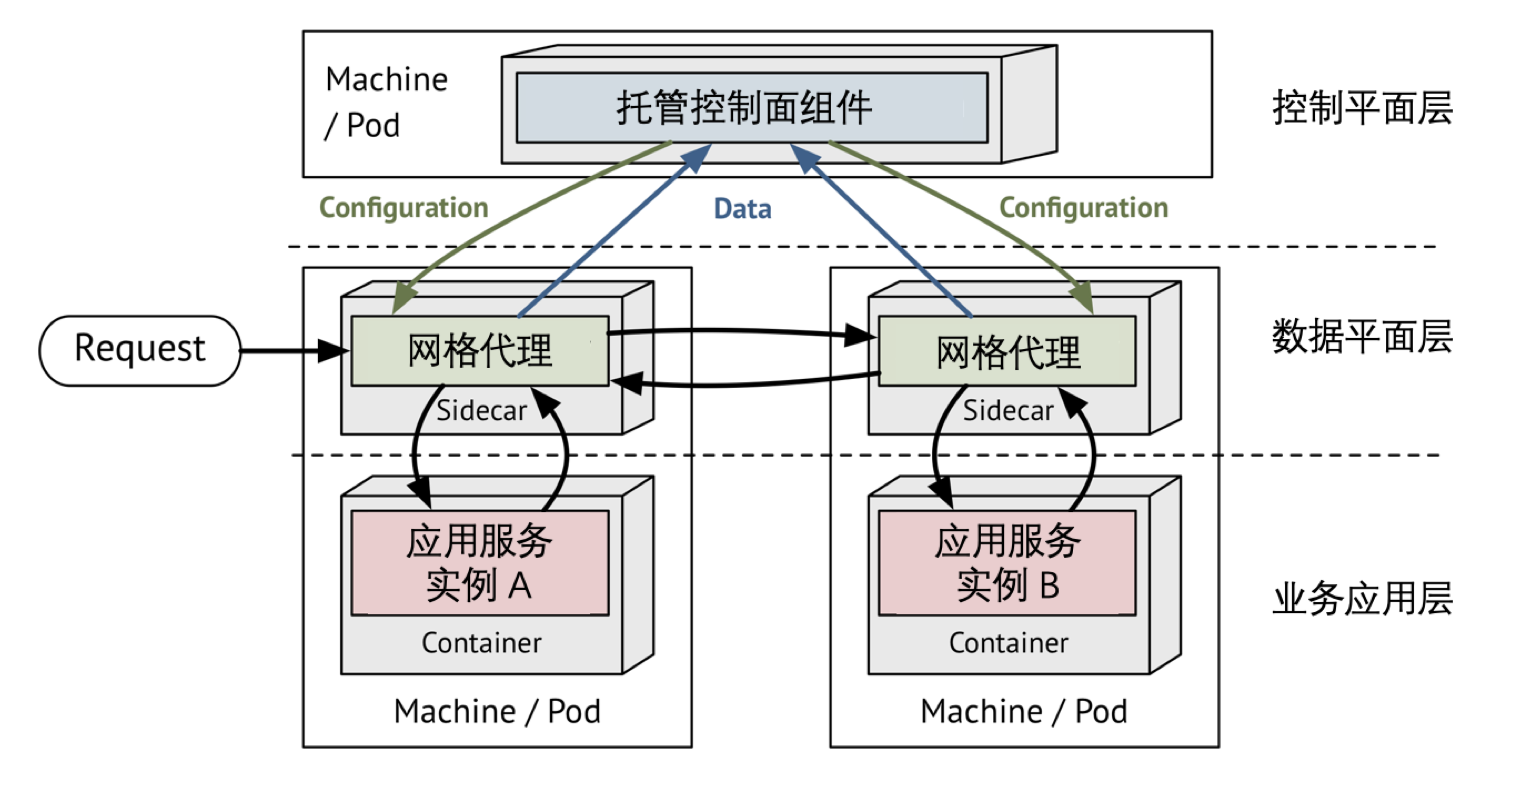 Machine
/ Pod
托管控制面组件
控制平面层
Configuration
Data
Configuration
Request
网格代理
Sidecar
网格代理
Sidecar
数据平面层
应用服务
实例 A
Container
Machine / Pod
应用服务
实例 B
Container
Machine / Pod
业务应用层